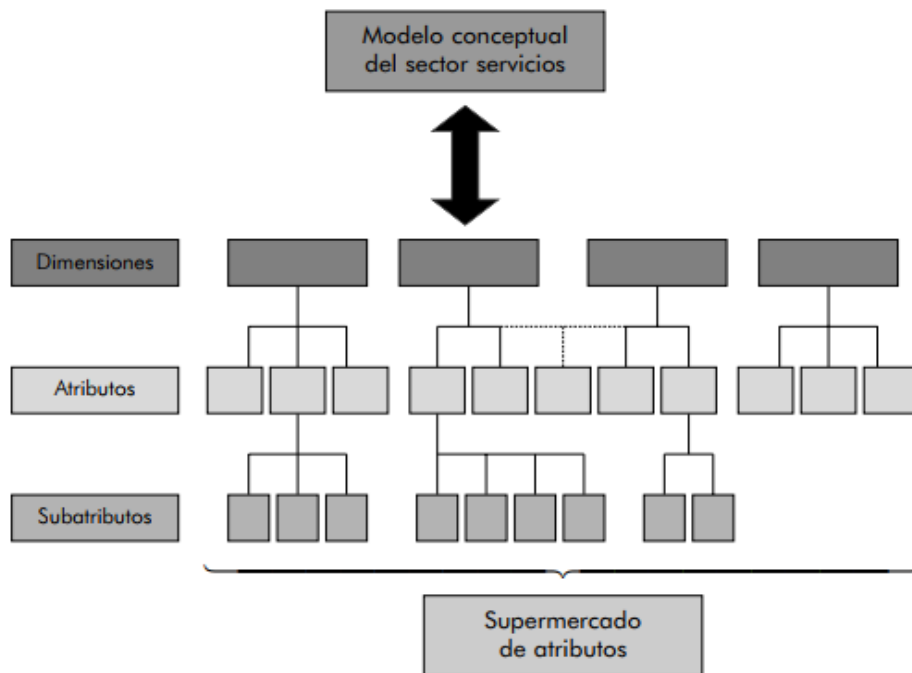 Modelo conceptual
del sector servicios
Dimensiones
Atributos
Subatributos
Supermercado
de atributos